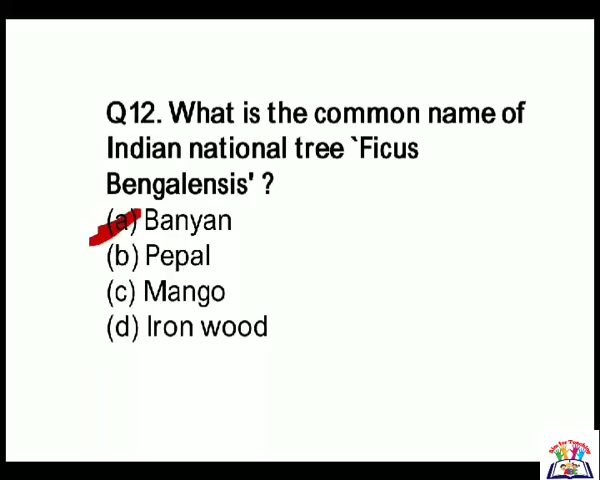 Q12. What is the common name of
Indian national tree `Ficus
Bengalensis' ?
(a) Banyan
(b) Pepal
(c) Mango
(d) Iron wood